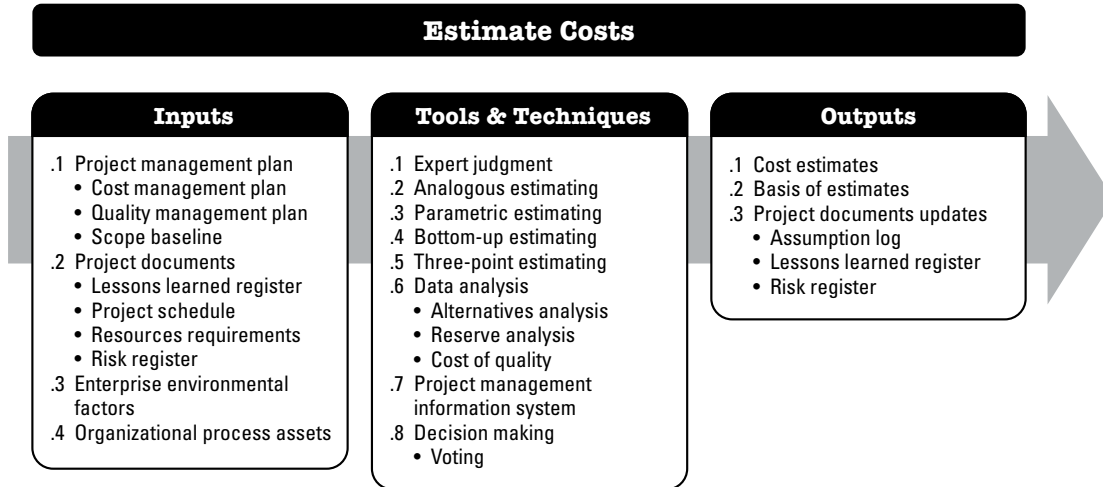 Estimate Costs
Inputs
.1 Project management plan
• Cost management plan
• Quality management plan
• Scope baseline
.2 Project documents
• Lessons learned register
• Project schedule
• Resources requirements
• Risk register
.3 Enterprise environmental
factors
.4 Organizational process assets
Tools & Techniques
.1 Expert judgment
.2 Analogous estimating
.3 Parametric estimating
.4 Bottom-up estimating
.5 Three-point estimating
.6 Data analysis
• Alternatives analysis
• Reserve analysis
• Cost of quality
.7 Project management
information system
.8 Decision making
• Voting
Outputs
.1 Cost estimates
.2 Basis of estimates
.3 Project documents updates
• Assumption log
• Lessons learned register
• Risk register